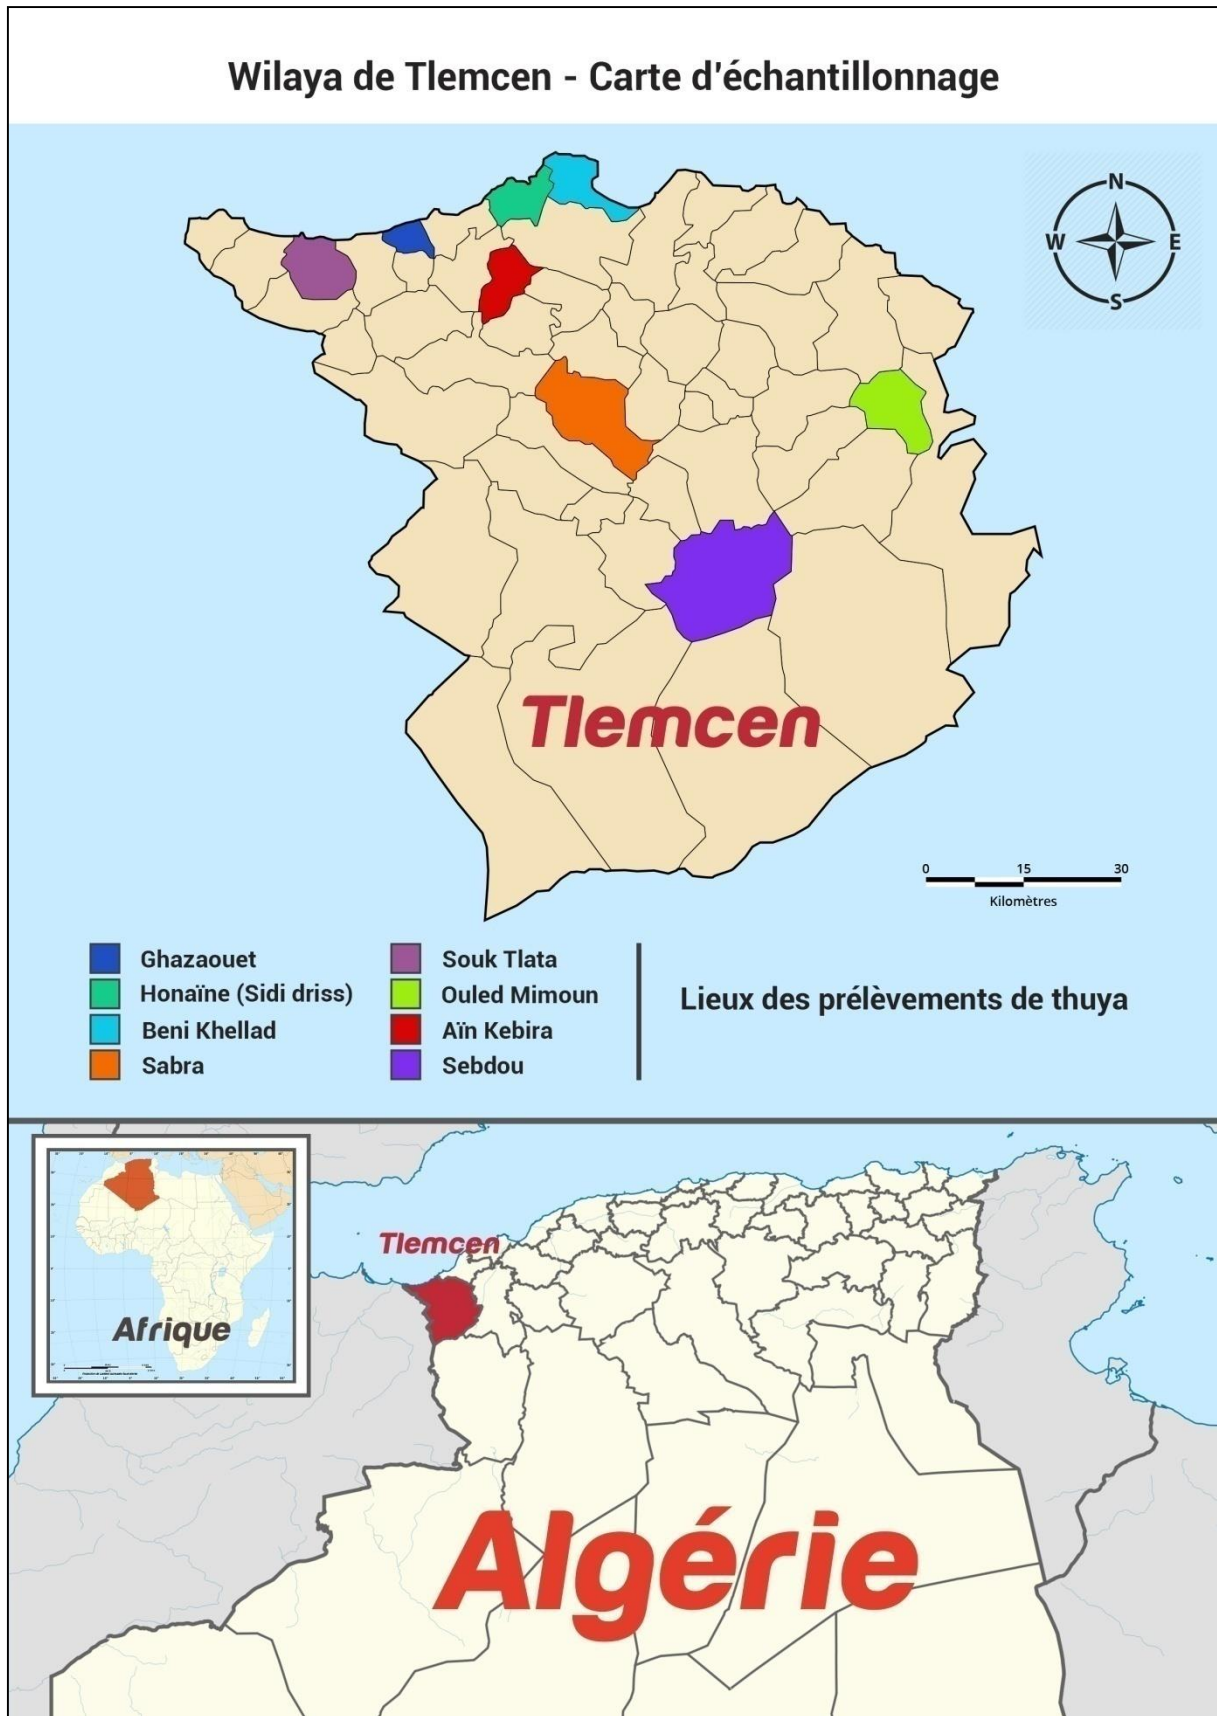 Wilaya de Tlemcen - Carte d'échantillonnage
N
W E
S
Tlemcen
0 15 30
Kilomètres
Ghazaouet
Honaïne (Sidi driss)
Beni Khellad
Sabra
Souk Tlata
Ouled Mimoun
Aïn Kebira
Sebdou
Lieux des prélèvements de thuya
Afrique
Tlemcen
Algérie